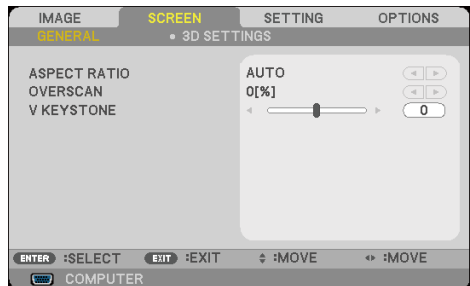 IMAGE SCREEN SETTING OPTIONS
GENERAL • 3D SETTINGS
ASPECT RATIO AUTO
OVERSCAN 0[%]
V KEYSTONE 0
ENTER :SELECT EXIT :EXIT :MOVE :MOVE
COMPUTER